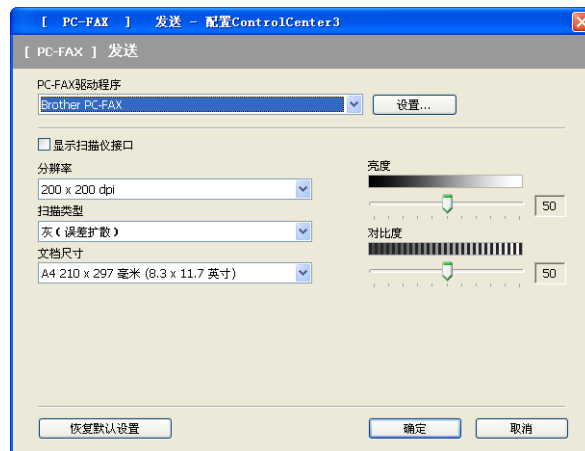 [ PC-FAX ] 发送 - 配置ControlCenter3
[ PC-FAX ] 发送
PC-FAX驱动程序
Brother PC-FAX
设置...
显示扫描仪接口
分辨率
200 x 200 dpi
扫描类型
灰(误差扩散)
文档尺寸
A4 210 x 297 毫米 (8.3 x 11.7 英寸)
亮度
50
对比度
50
恢复默认设置
确定
取消